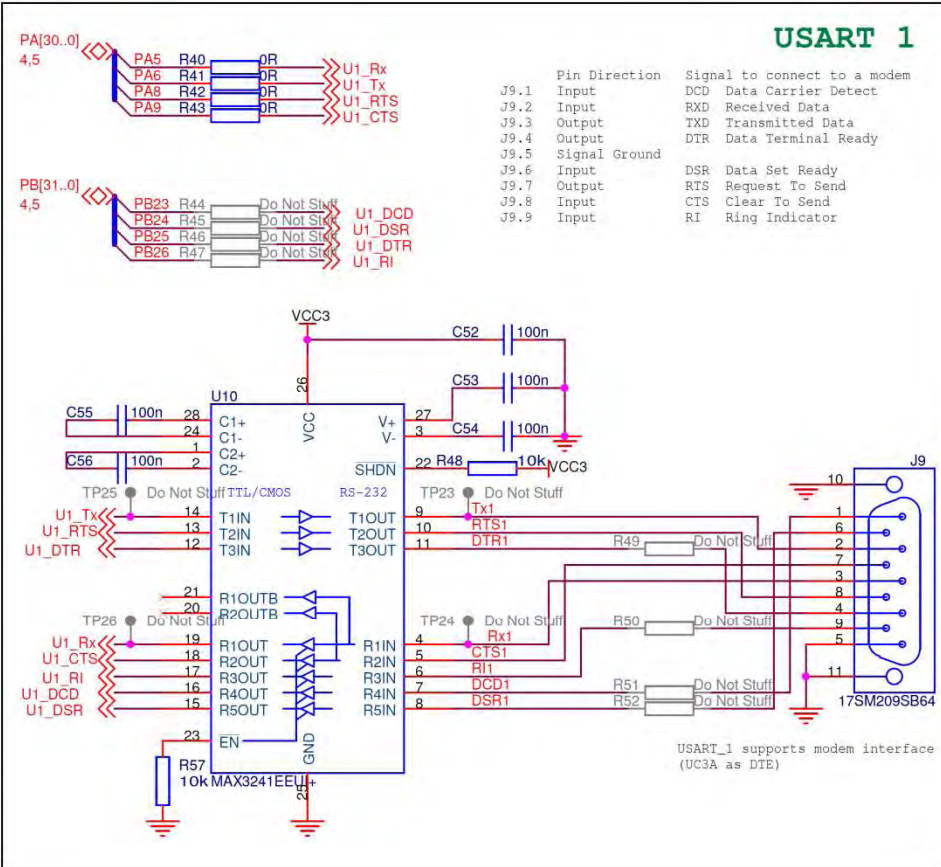 USART 1
PA[30..0]
4,5
PA5 R40 0R U1_Rx
PA6 R41 0R U1_Tx
PA8 R42 0R U1_RTS
PA9 R43 0R U1_CTS
Pin Direction Signal to connect to a modem
J9.1 Input DCD Data Carrier Detect
J9.2 Input RXD Received Data
J9.3 Output TXD Transmitted Data
J9.4 Output DTR Data Terminal Ready
J9.5 Signal Ground
J9.6 Input DSR Data Set Ready
J9.7 Output RTS Request To Send
J9.8 Input CTS Clear To Send
J9.9 Input RI Ring Indicator
PB[31..0]
4,5
PB23 R44 Do Not Stuff U1_DCD
PB24 R45 Do Not Stuff U1_DSR
PB25 R46 Do Not Stuff U1_DTR
PB26 R47 Do Not Stuff U1_RI
VCC3
C52 100n
26
C53 100n
U10
C55 100n 28 C1+ VCC V+ 27
24 C1- V- 3 C54 100n
1 C2+
C56 100n 2 C2- SHDN 22 R48 10k VCC3
TP25 Do Not Stuff TTL/CMOS RS-232 TP23 Do Not Stuff
U1_Tx 14 T1IN T1OUT 9 Tx1
U1_RTS 13 T2IN T2OUT 10 RTS1
U1_DTR 12 T3IN T3OUT 11 DTR1 R49 Do Not Stuff
21 R1OUTB
20 R2OUTB
TP26 Do Not Stuff TP24 Do Not Stuff
U1_Rx 19 R1OUT R1IN 4 Rx1
U1_CTS 18 R2OUT R2IN 5 CTS1 R50 Do Not Stuff
U1_RI 17 R3OUT R3IN 6 RI1
U1_DCD 16 R4OUT R4IN 7 DCD1 R51 Do Not Stuff
U1_DSR 15 R5OUT R5IN 8 DSR1 R52 Do Not Stuff
23 EN GND
R57
10k MAX3241EEUI+
25
J9
10
1
6
2
7
3
8
4
9
5
11
17SM209SB64
USART_1 supports modem interface
(UC3A as DTE)